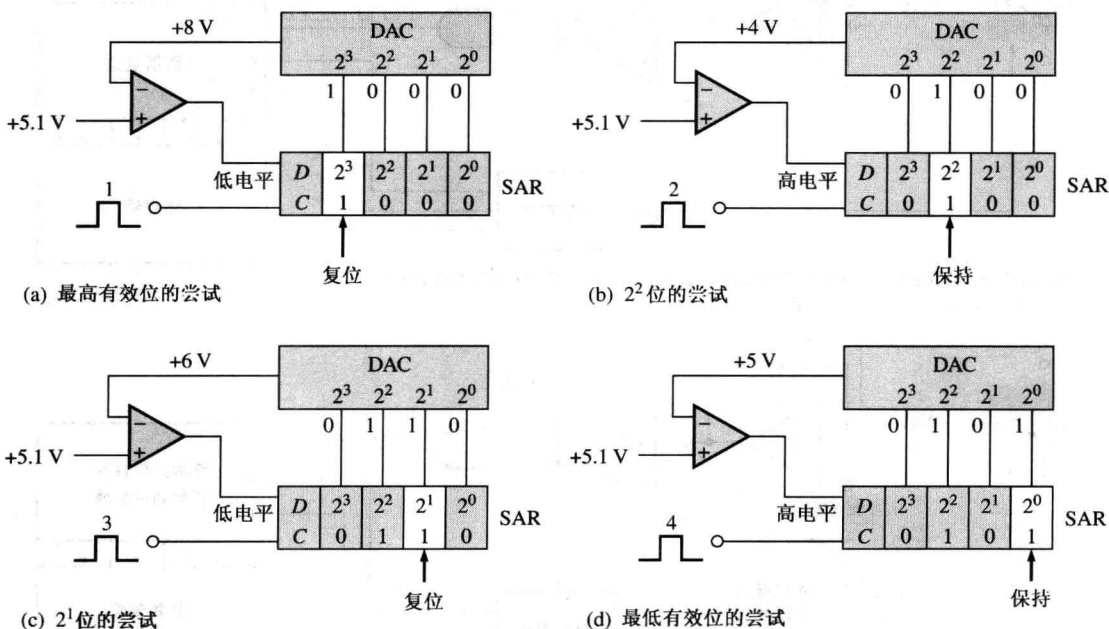 +8 V
DAC
2³ 2² 2¹ 2⁰
1 0 0 0
−
+
+5.1 V
低电平
D 2³ 2² 2¹ 2⁰
C 1 0 0 0
SAR
1
复位
(a) 最高有效位的尝试
+4 V
DAC
2³ 2² 2¹ 2⁰
0 1 0 0
−
+
+5.1 V
高电平
D 2³ 2² 2¹ 2⁰
C 0 1 0 0
SAR
2
保持
(b) 2²位的尝试
+6 V
DAC
2³ 2² 2¹ 2⁰
0 1 1 0
−
+
+5.1 V
低电平
D 2³ 2² 2¹ 2⁰
C 0 1 1 0
SAR
3
复位
(c) 2¹位的尝试
+5 V
DAC
2³ 2² 2¹ 2⁰
0 1 0 1
−
+
+5.1 V
高电平
D 2³ 2² 2¹ 2⁰
C 0 1 0 1
SAR
4
保持
(d) 最低有效位的尝试